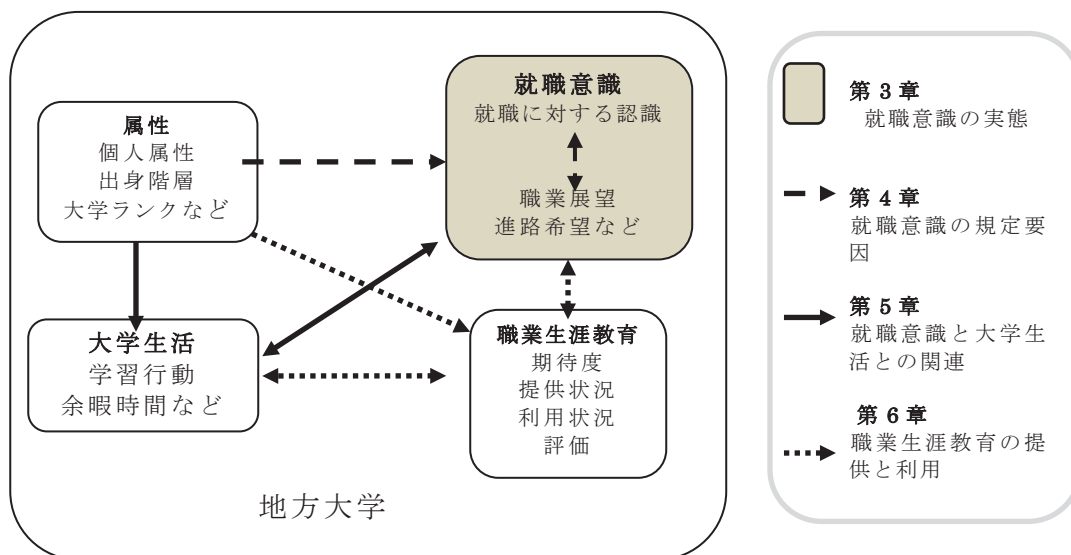 属性
個人属性
出身階層
大学ランクなど
就職意識
就職に対する認識
職業展望
進路希望など
大学生活
学習行動
余暇時間など
職業生涯教育
期待度
提供状況
利用状況
評価
地方大学
第3章
就職意識の実態
第4章
就職意識の規定要
因
第5章
就職意識と大学生
活との関連
第6章
職業生涯教育の提
供と利用